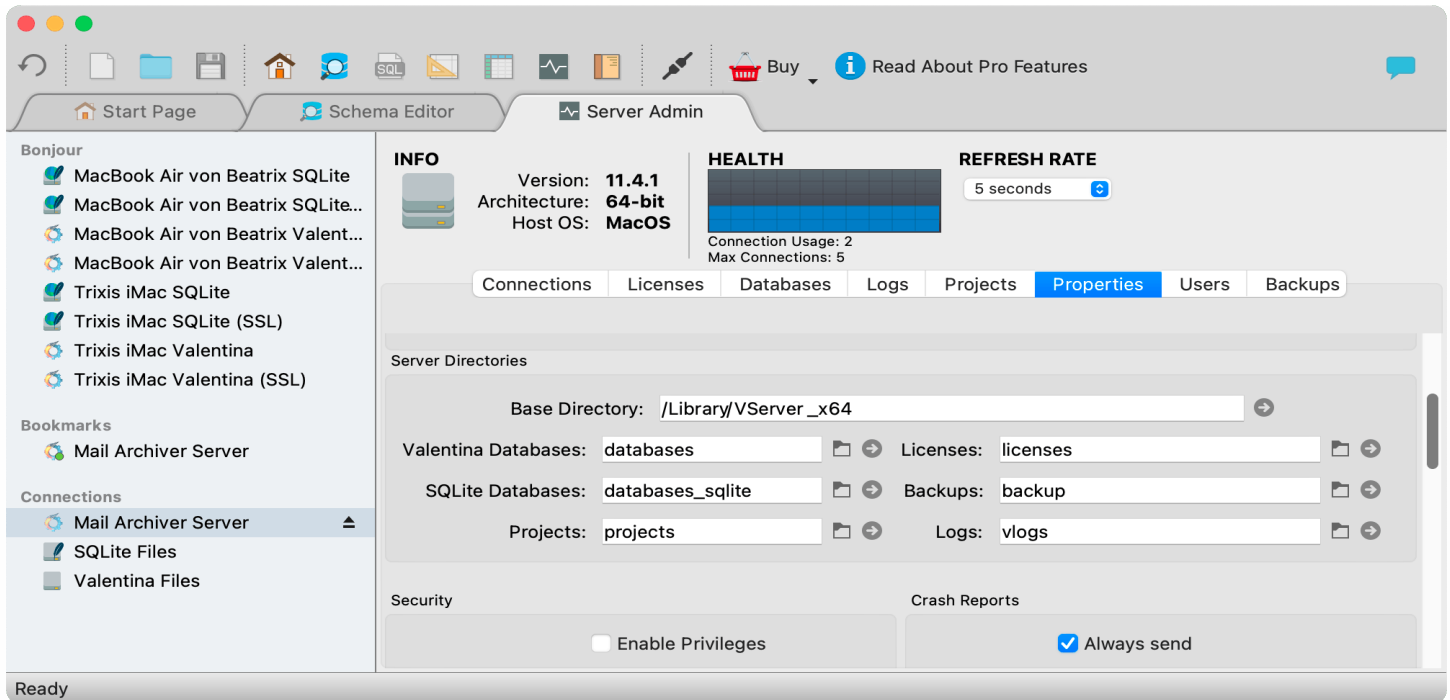 SQL
Buy
Read About Pro Features
Start Page
Schema Editor
Server Admin
Bonjour
MacBook Air von Beatrix SQLite
MacBook Air von Beatrix SQLite...
MacBook Air von Beatrix Valent...
MacBook Air von Beatrix Valent...
Trixis iMac SQLite
Trixis iMac SQLite (SSL)
Trixis iMac Valentina
Trixis iMac Valentina (SSL)
Bookmarks
Mail Archiver Server
Connections
Mail Archiver Server
SQLite Files
Valentina Files
INFO
Version: 11.4.1
Architecture: 64-bit
Host OS: MacOS
HEALTH
Connection Usage: 2
Max Connections: 5
REFRESH RATE
5 seconds
Connections Licenses Databases Logs Projects Properties Users Backups
Server Directories
Base Directory: /Library/VServer_x64
Valentina Databases: databases Licenses: licenses
SQLite Databases: databases_sqlite Backups: backup
Projects: projects Logs: vlogs
Security
Enable Privileges
Crash Reports
Always send
Ready